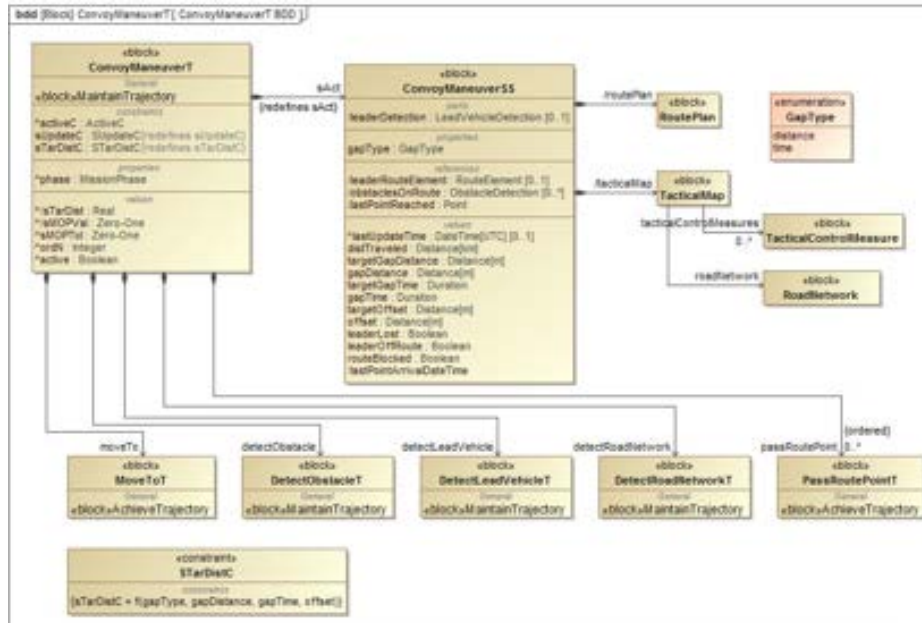 bdd [Block] ConvoyManeuverT [ ConvoyManeuverT BDD ]
«block»
ConvoyManeaverT
General
«block»MaintainTrajectory
constraints
^activeC : ActiveC
sUpdateC : SUpdateC{redefines sUpdateC}
sTarDistC : STarDistC{redefines sTarDistC}
properties
^phase : MissionPhase
values
^sTarDist : Real
^sMOPVal : Zero-One
^sMOPTol : Zero-One
^ordN : Integer
^active : Boolean
sAct
{redefines sAct}
«block»
ConvoyManeuverSS
parts
leaderDetection : LeadVehicleDetection [0..1]
properties
gapType : GapType
references
leaderRouteElement : RouteElement [0..1]
obstaclesOnRoute : ObstacleDetection [0..*]
lastPointReached : Point
values
^lastUpdateTime : DateTime[UTC] [0..1]
distTraveled : Distance[km]
targetGapDistance : Distance[m]
gapDistance : Distance[m]
targetGapTime : Duration
gapTime : Duration
targetOffset : Distance[m]
offset : Distance[m]
leaderLost : Boolean
leaderOffRoute : Boolean
routeBlocked : Boolean
lastPointArrivalDateTime
routePlan
«block»
RoutePlan
«enumeration»
GapType
distance
time
tacticalMap
«block»
TacticalMap
tacticalControlMeasures
0..*
«block»
TacticalControlMeasure
roadNetwork
«block»
RoadNetwork
moveTo
detectObstacle
detectLeadVehicle
detectRoadNetwork
passRoutePoint
{ordered}
0..*
«block»
MoveToT
General
«block»AchieveTrajectory
«block»
DetectObstacleT
General
«block»MaintainTrajectory
«block»
DetectLeadVehicleT
General
«block»MaintainTrajectory
«block»
DetectRoadNetworkT
General
«block»MaintainTrajectory
«block»
PassRoutePointT
General
«block»AchieveTrajectory
«constraint»
STarDistC
constraints
{sTarDistC = f(gapType, gapDistance, gapTime, offset)}